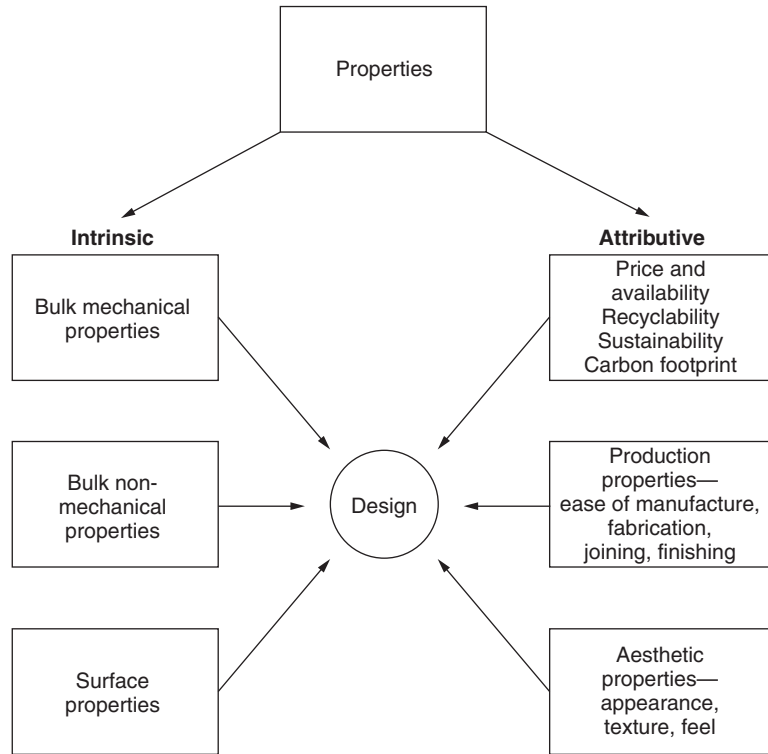 Properties
Intrinsic
Attributive
Bulk mechanical
properties
Price and
availability
Recyclability
Sustainability
Carbon footprint
Bulk non-
mechanical
properties
Design
Production
properties—
ease of manufacture,
fabrication,
joining, finishing
Surface
properties
Aesthetic
properties—
appearance,
texture, feel